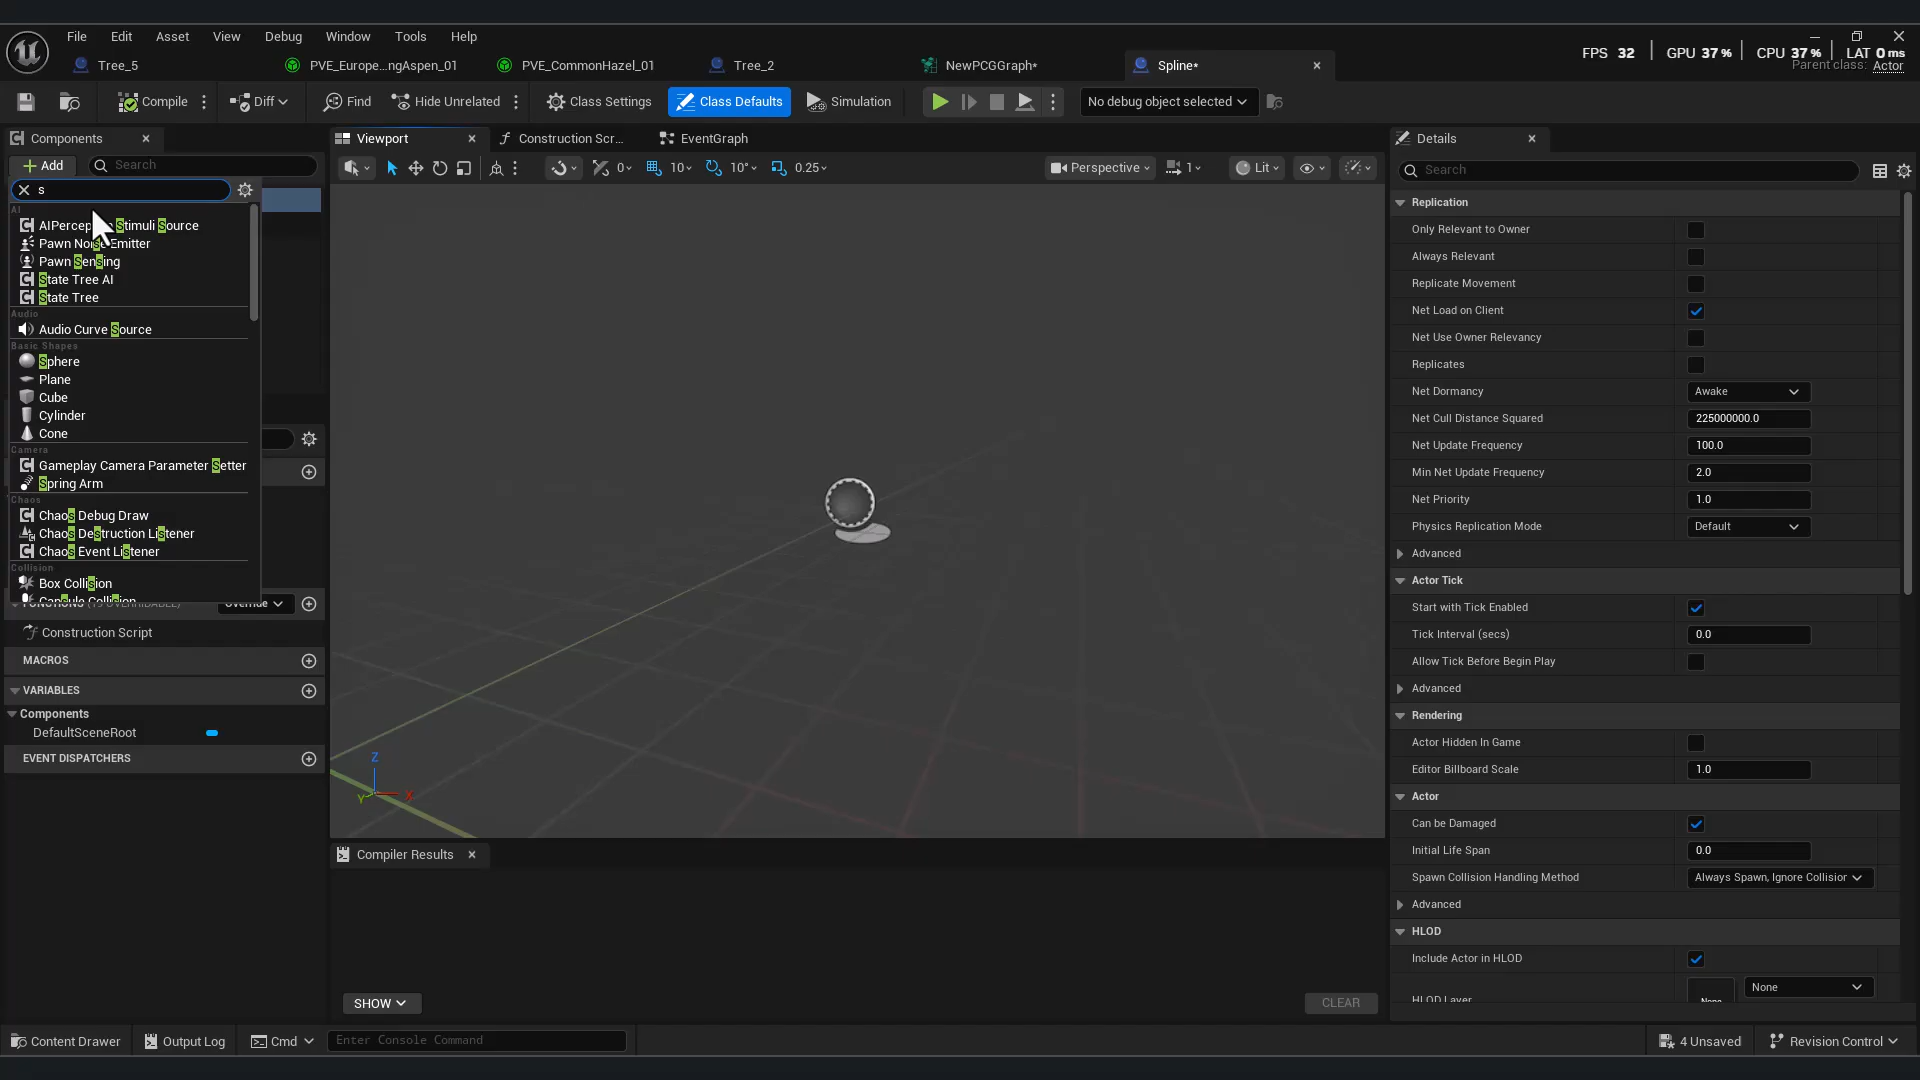 File Edit Asset View Debug Window Tools Help
FPS 32 GPU 37 % CPU 37 % LAT 0 ms
Tree_5 PVE_Europe...ngAspen_01 PVE_CommonHazel_01 Tree_2 NewPCGGraph* Spline*
Parent class: Actor
Compile Diff Find Hide Unrelated Class Settings Class Defaults Simulation No debug object selected
Components Viewport Construction Scr... EventGraph Details
Add Search
Perspective Lit
0 10 10° 0.25 1
Search
s
AI
Stimuli Source
Pawn Noise Emitter
Pawn Sensing
State Tree AI
State Tree
Audio
Audio Curve Source
Basic Shapes
Sphere
Plane
Cube
Cylinder
Cone
Camera
Gameplay Camera Parameter Setter
Spring Arm
Chaos
Chaos Debug Draw
Chaos Destruction Listener
Chaos Event Listener
Collision
Box Collision
Capsule Collision
Construction Script
MACROS
VARIABLES
Components
DefaultSceneRoot
EVENT DISPATCHERS
Z
Y X
Compiler Results
SHOW CLEAR
Replication
Only Relevant to Owner
Always Relevant
Replicate Movement
Net Load on Client
Net Use Owner Relevancy
Replicates
Net Dormancy Awake
Net Cull Distance Squared 225000000.0
Net Update Frequency 100.0
Min Net Update Frequency 2.0
Net Priority 1.0
Physics Replication Mode Default
Advanced
Actor Tick
Start with Tick Enabled
Tick Interval (secs) 0.0
Allow Tick Before Begin Play
Advanced
Rendering
Actor Hidden In Game
Editor Billboard Scale 1.0
Actor
Can be Damaged
Initial Life Span 0.0
Spawn Collision Handling Method Always Spawn, Ignore Collisior
Advanced
HLOD
Include Actor in HLOD
HLOD Layer None None
Content Drawer Output Log Cmd Enter Console Command 4 Unsaved Revision Control